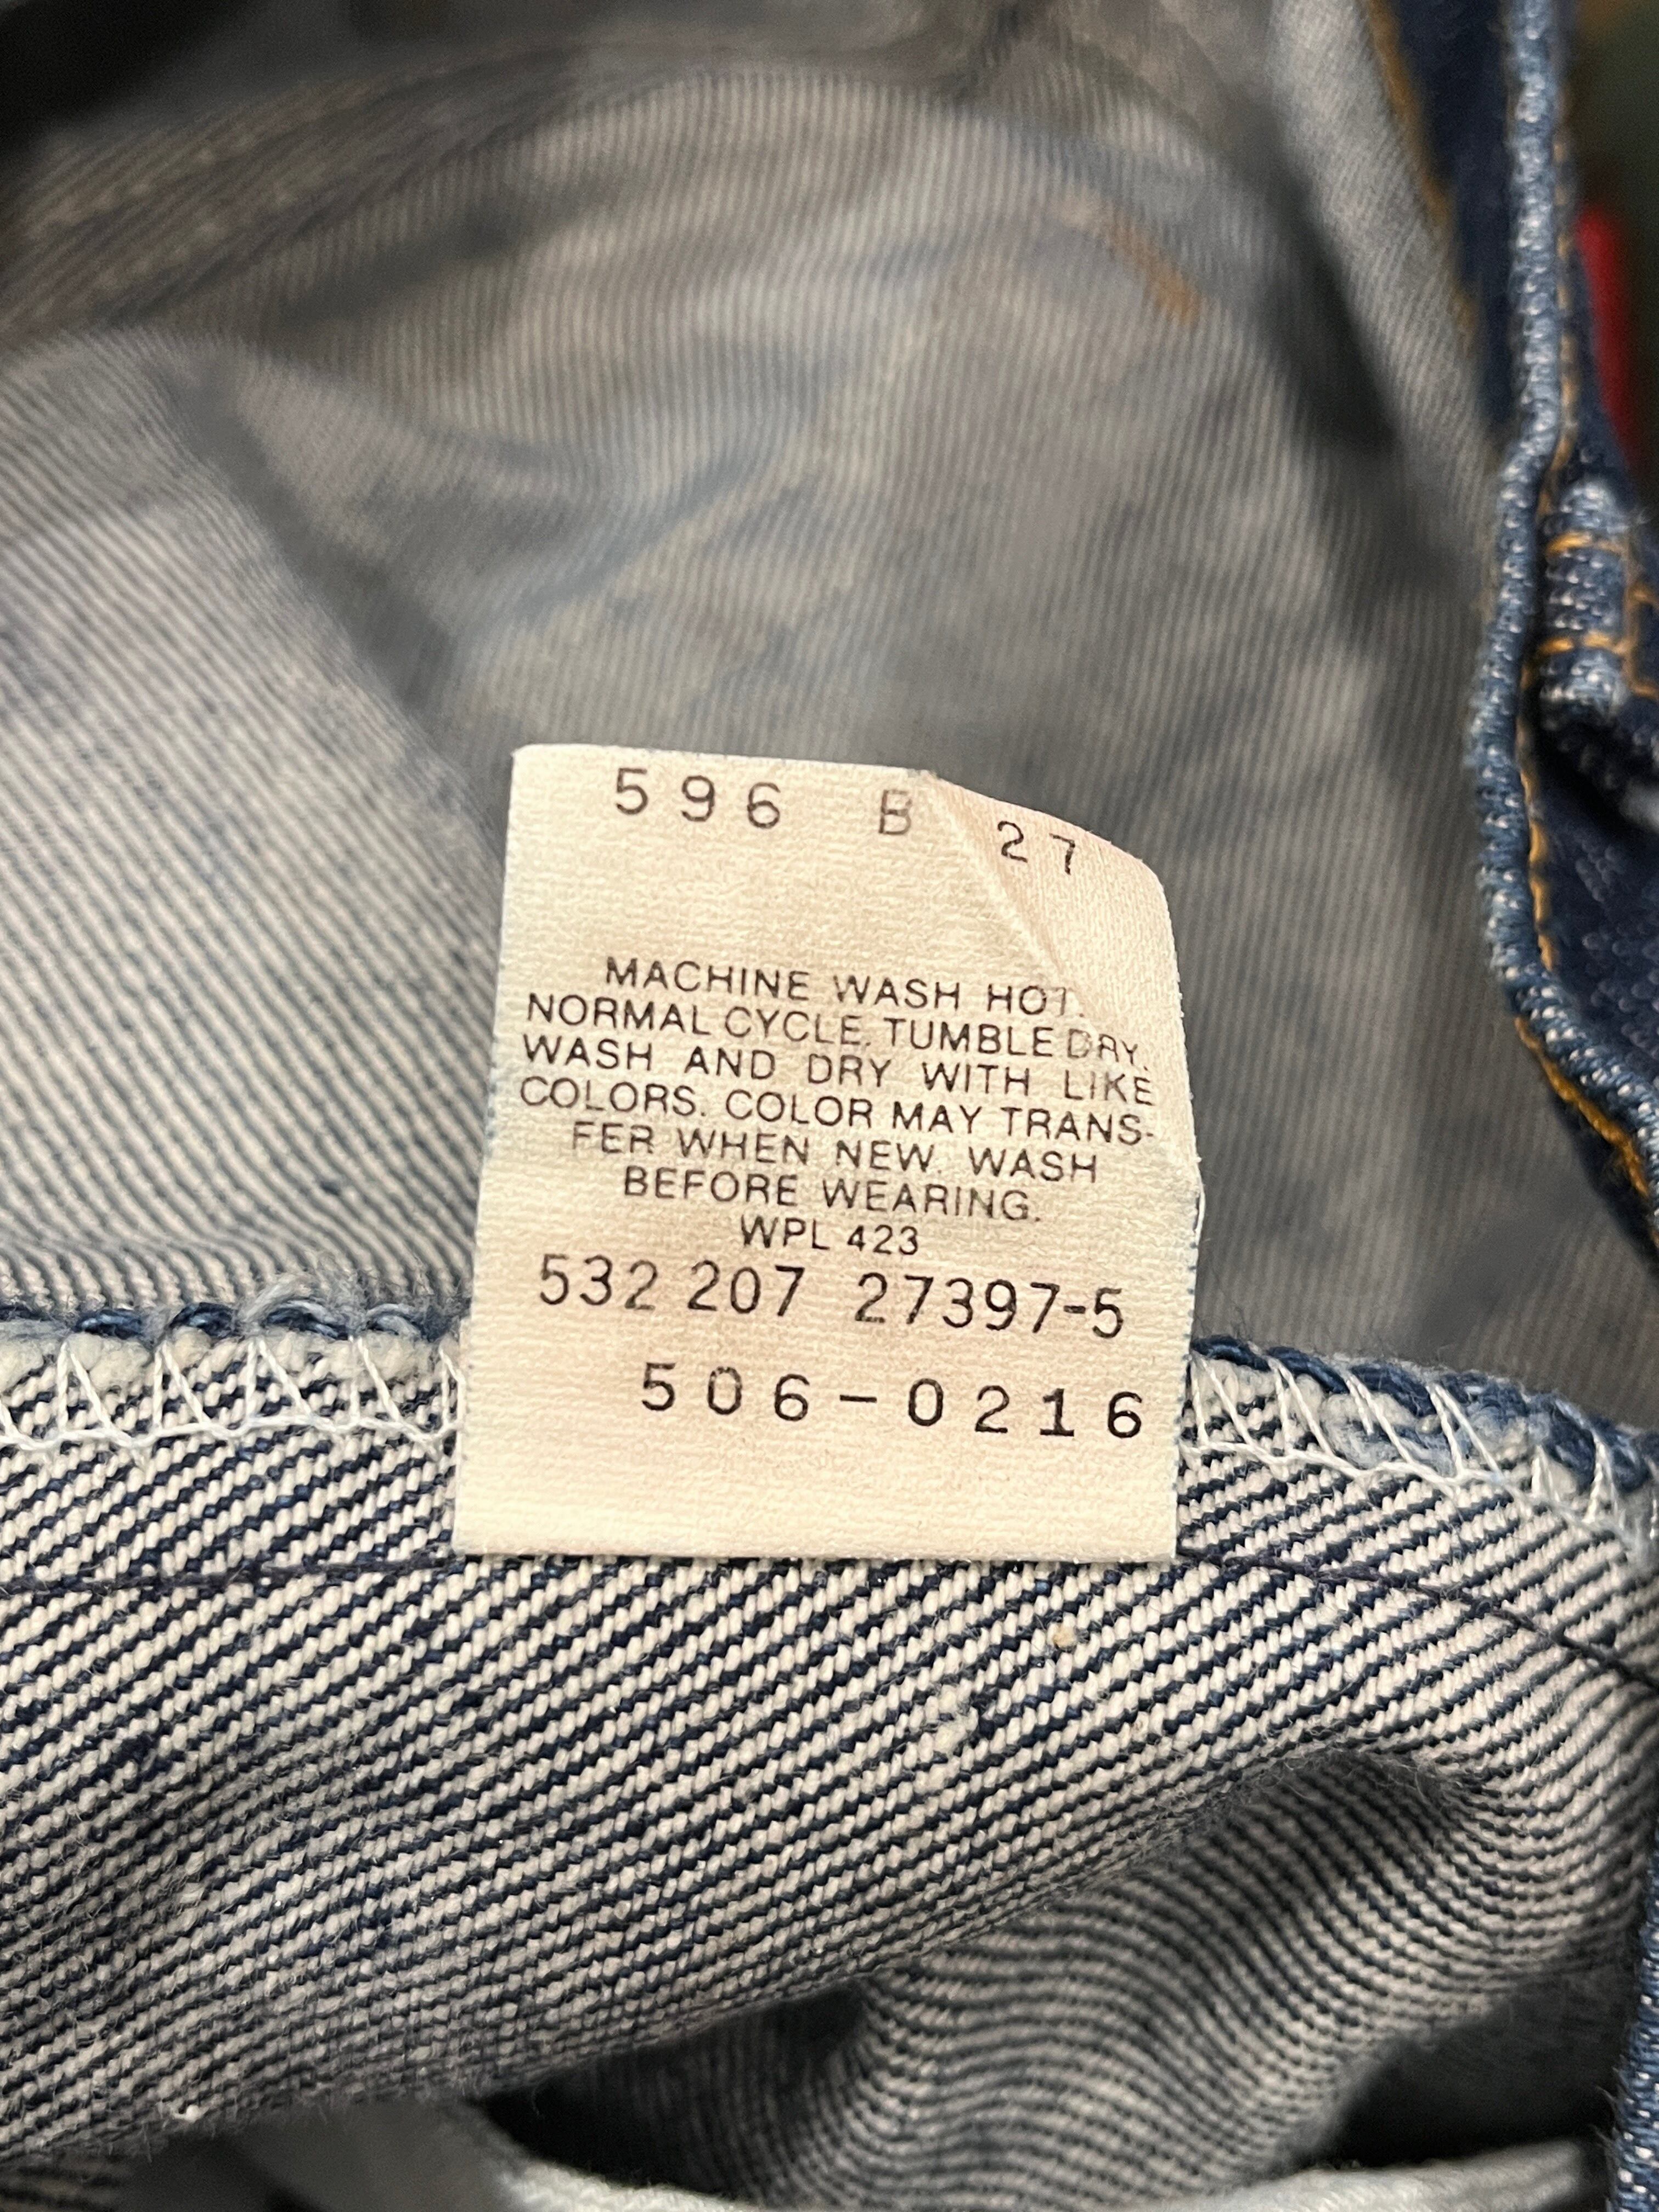 596 B 27
MACHINE WASH HOT.
NORMAL CYCLE. TUMBLE DRY.
WASH AND DRY WITH LIKE
COLORS. COLOR MAY TRANS-
FER WHEN NEW. WASH
BEFORE WEARING.
WPL 423
532 207 27397-5
506-0216